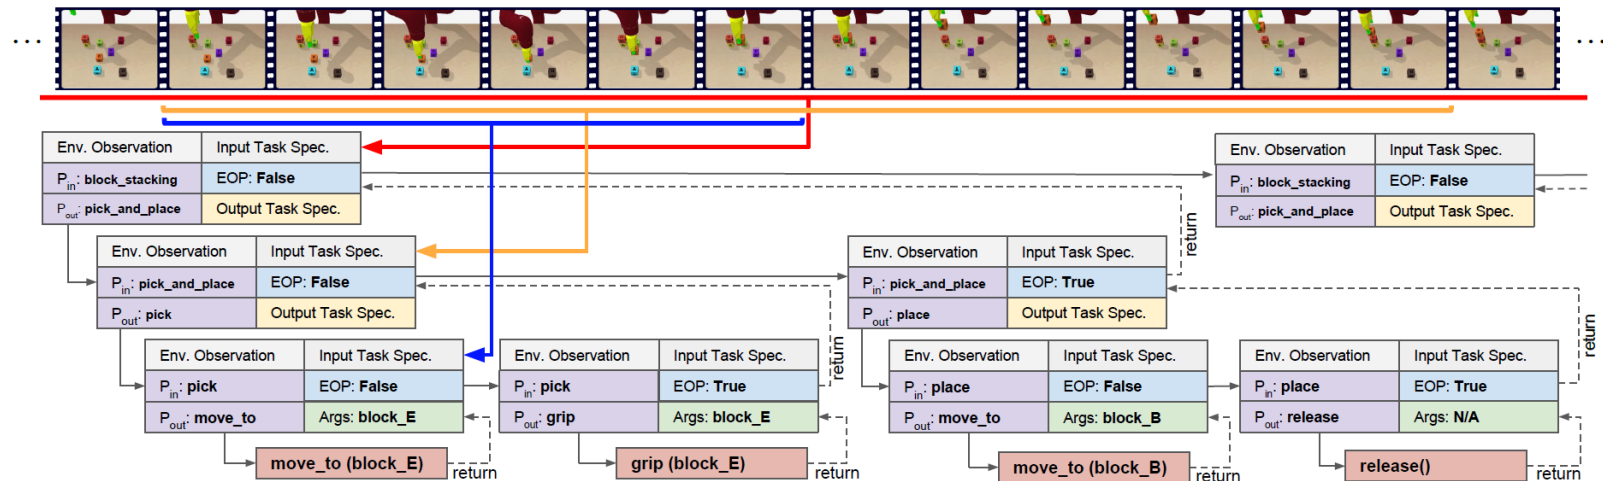 ...
...
Env. Observation Input Task Spec.
P_in: block_stacking EOP: False
P_out: pick_and_place Output Task Spec.
Env. Observation Input Task Spec.
P_in: block_stacking EOP: False
P_out: pick_and_place Output Task Spec.
return
Env. Observation Input Task Spec.
P_in: pick_and_place EOP: False
P_out: pick Output Task Spec.
Env. Observation Input Task Spec.
P_in: pick_and_place EOP: True
P_out: place Output Task Spec.
return
return
Env. Observation Input Task Spec.
P_in: pick EOP: False
P_out: move_to Args: block_E
move_to (block_E)
return
Env. Observation Input Task Spec.
P_in: pick EOP: True
P_out: grip Args: block_E
grip (block_E)
return
Env. Observation Input Task Spec.
P_in: place EOP: False
P_out: move_to Args: block_B
move_to (block_B)
return
Env. Observation Input Task Spec.
P_in: place EOP: True
P_out: release Args: N/A
release()
return